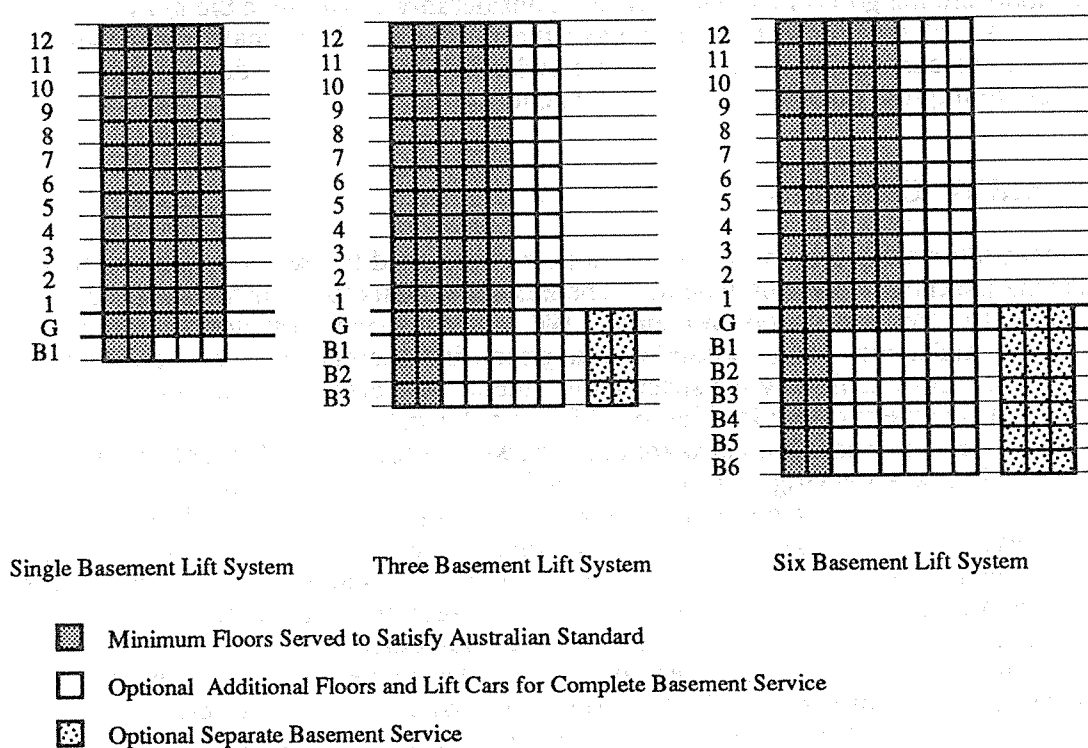 12
11
10
9
8
7
6
5
4
3
2
1
G
B1
12
11
10
9
8
7
6
5
4
3
2
1
G
B1
B2
B3
12
11
10
9
8
7
6
5
4
3
2
1
G
B1
B2
B3
B4
B5
B6
Single Basement Lift System
Three Basement Lift System
Six Basement Lift System
Minimum Floors Served to Satisfy Australian Standard
Optional Additional Floors and Lift Cars for Complete Basement Service
Optional Separate Basement Service